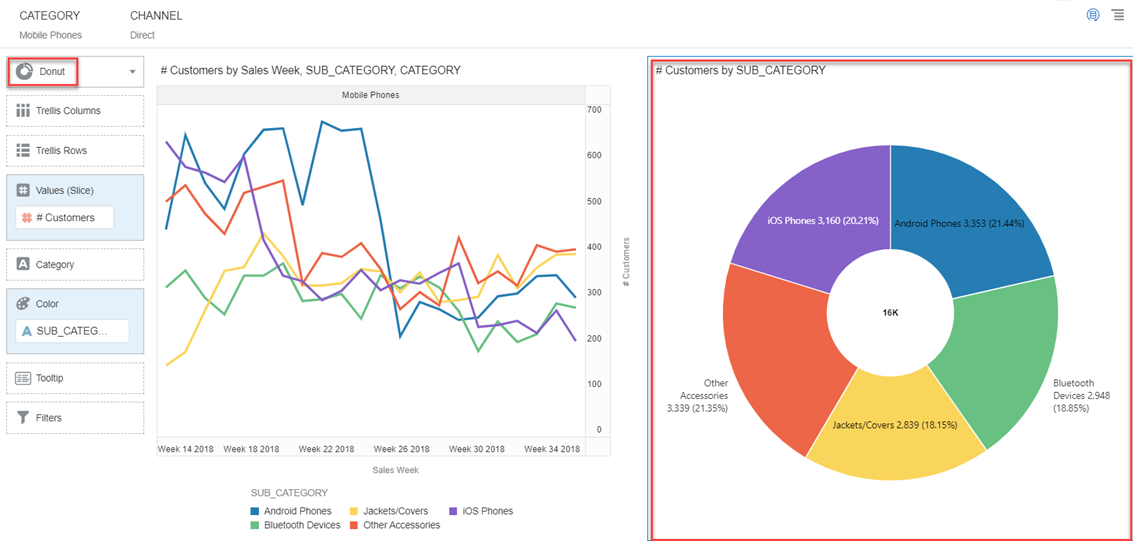 CATEGORY
Mobile Phones
CHANNEL
Direct
Donut
Trellis Columns
Trellis Rows
Values (Slice)
# Customers
Category
Color
A SUB_CATEG...
Tooltip
Filters
# Customers by Sales Week, SUB_CATEGORY, CATEGORY
Mobile Phones
700
600
500
400
300
200
100
0
# Customers
Week 14 2018 Week 18 2018 Week 22 2018 Week 26 2018 Week 30 2018 Week 34 2018
Sales Week
SUB_CATEGORY
Android Phones Jackets/Covers iOS Phones
Bluetooth Devices Other Accessories
# Customers by SUB_CATEGORY
iOS Phones 3,160 (20.21%)
Android Phones 3,353 (21.44%)
16K
Other
Accessories
3,339 (21.35%)
Bluetooth
Devices 2,948
(18.85%)
Jackets/Covers 2,839 (18.15%)